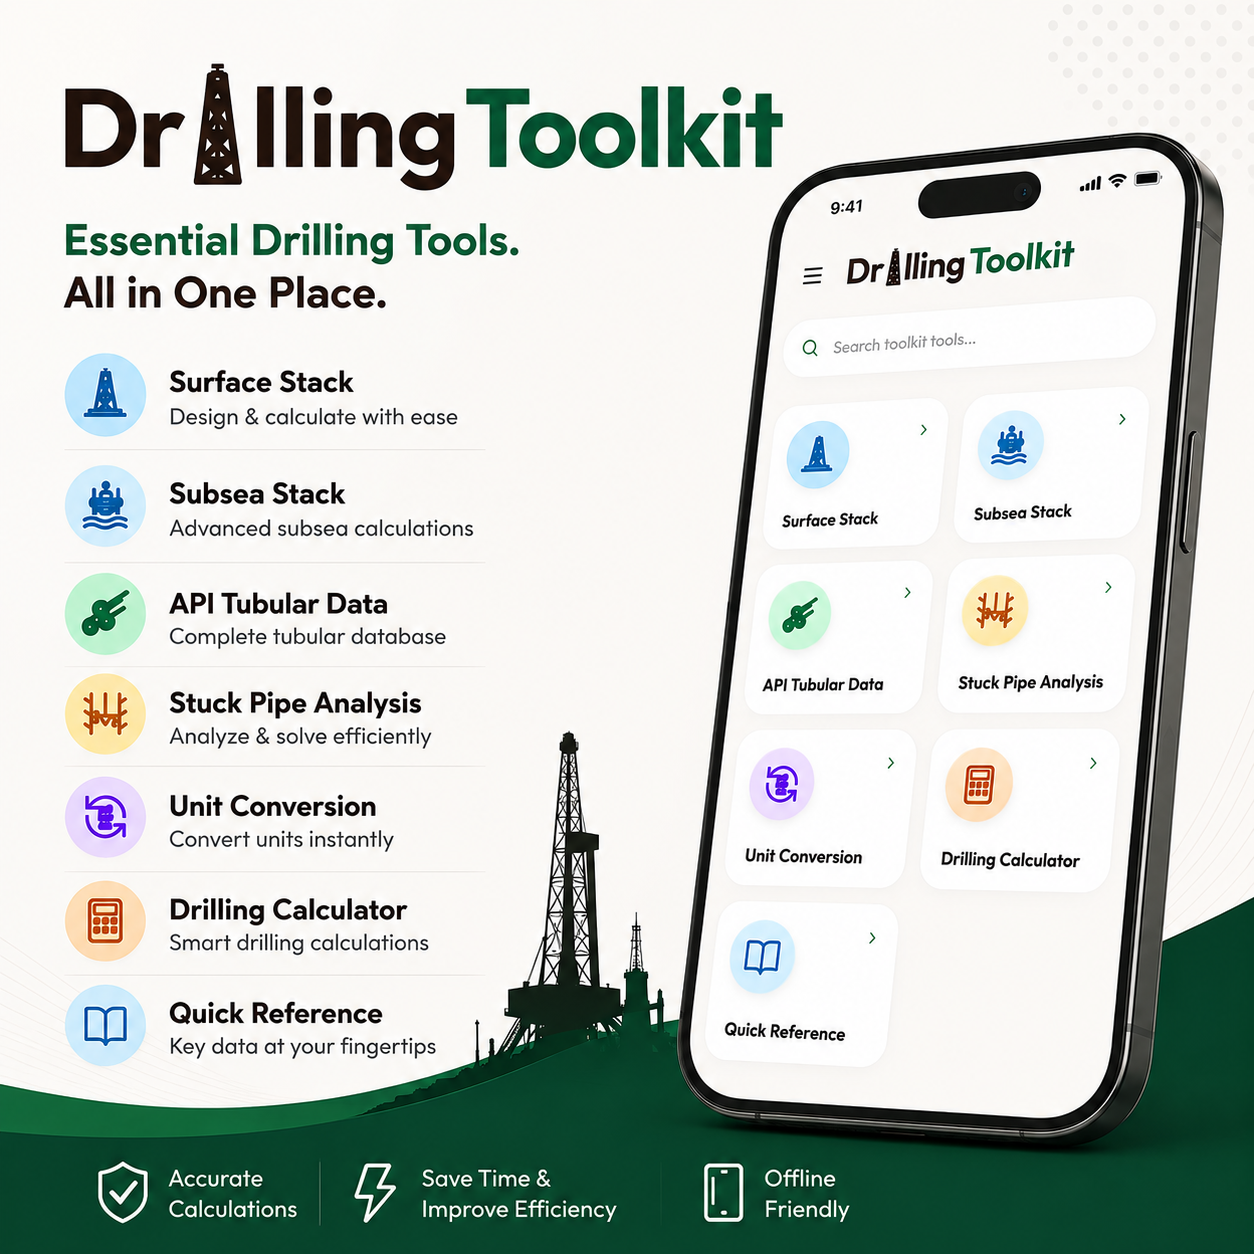 Drilling Toolkit
Essential Drilling Tools.
All in One Place.
Surface Stack
Design & calculate with ease
Subsea Stack
Advanced subsea calculations
API Tubular Data
Complete tubular database
Stuck Pipe Analysis
Analyze & solve efficiently
Unit Conversion
Convert units instantly
Drilling Calculator
Smart drilling calculations
Quick Reference
Key data at your fingertips
9:41
Drilling Toolkit
Search toolkit tools...
Surface Stack
Subsea Stack
API Tubular Data
Stuck Pipe Analysis
Unit Conversion
Drilling Calculator
Quick Reference
Accurate
Calculations
Save Time &
Improve Efficiency
Offline
Friendly